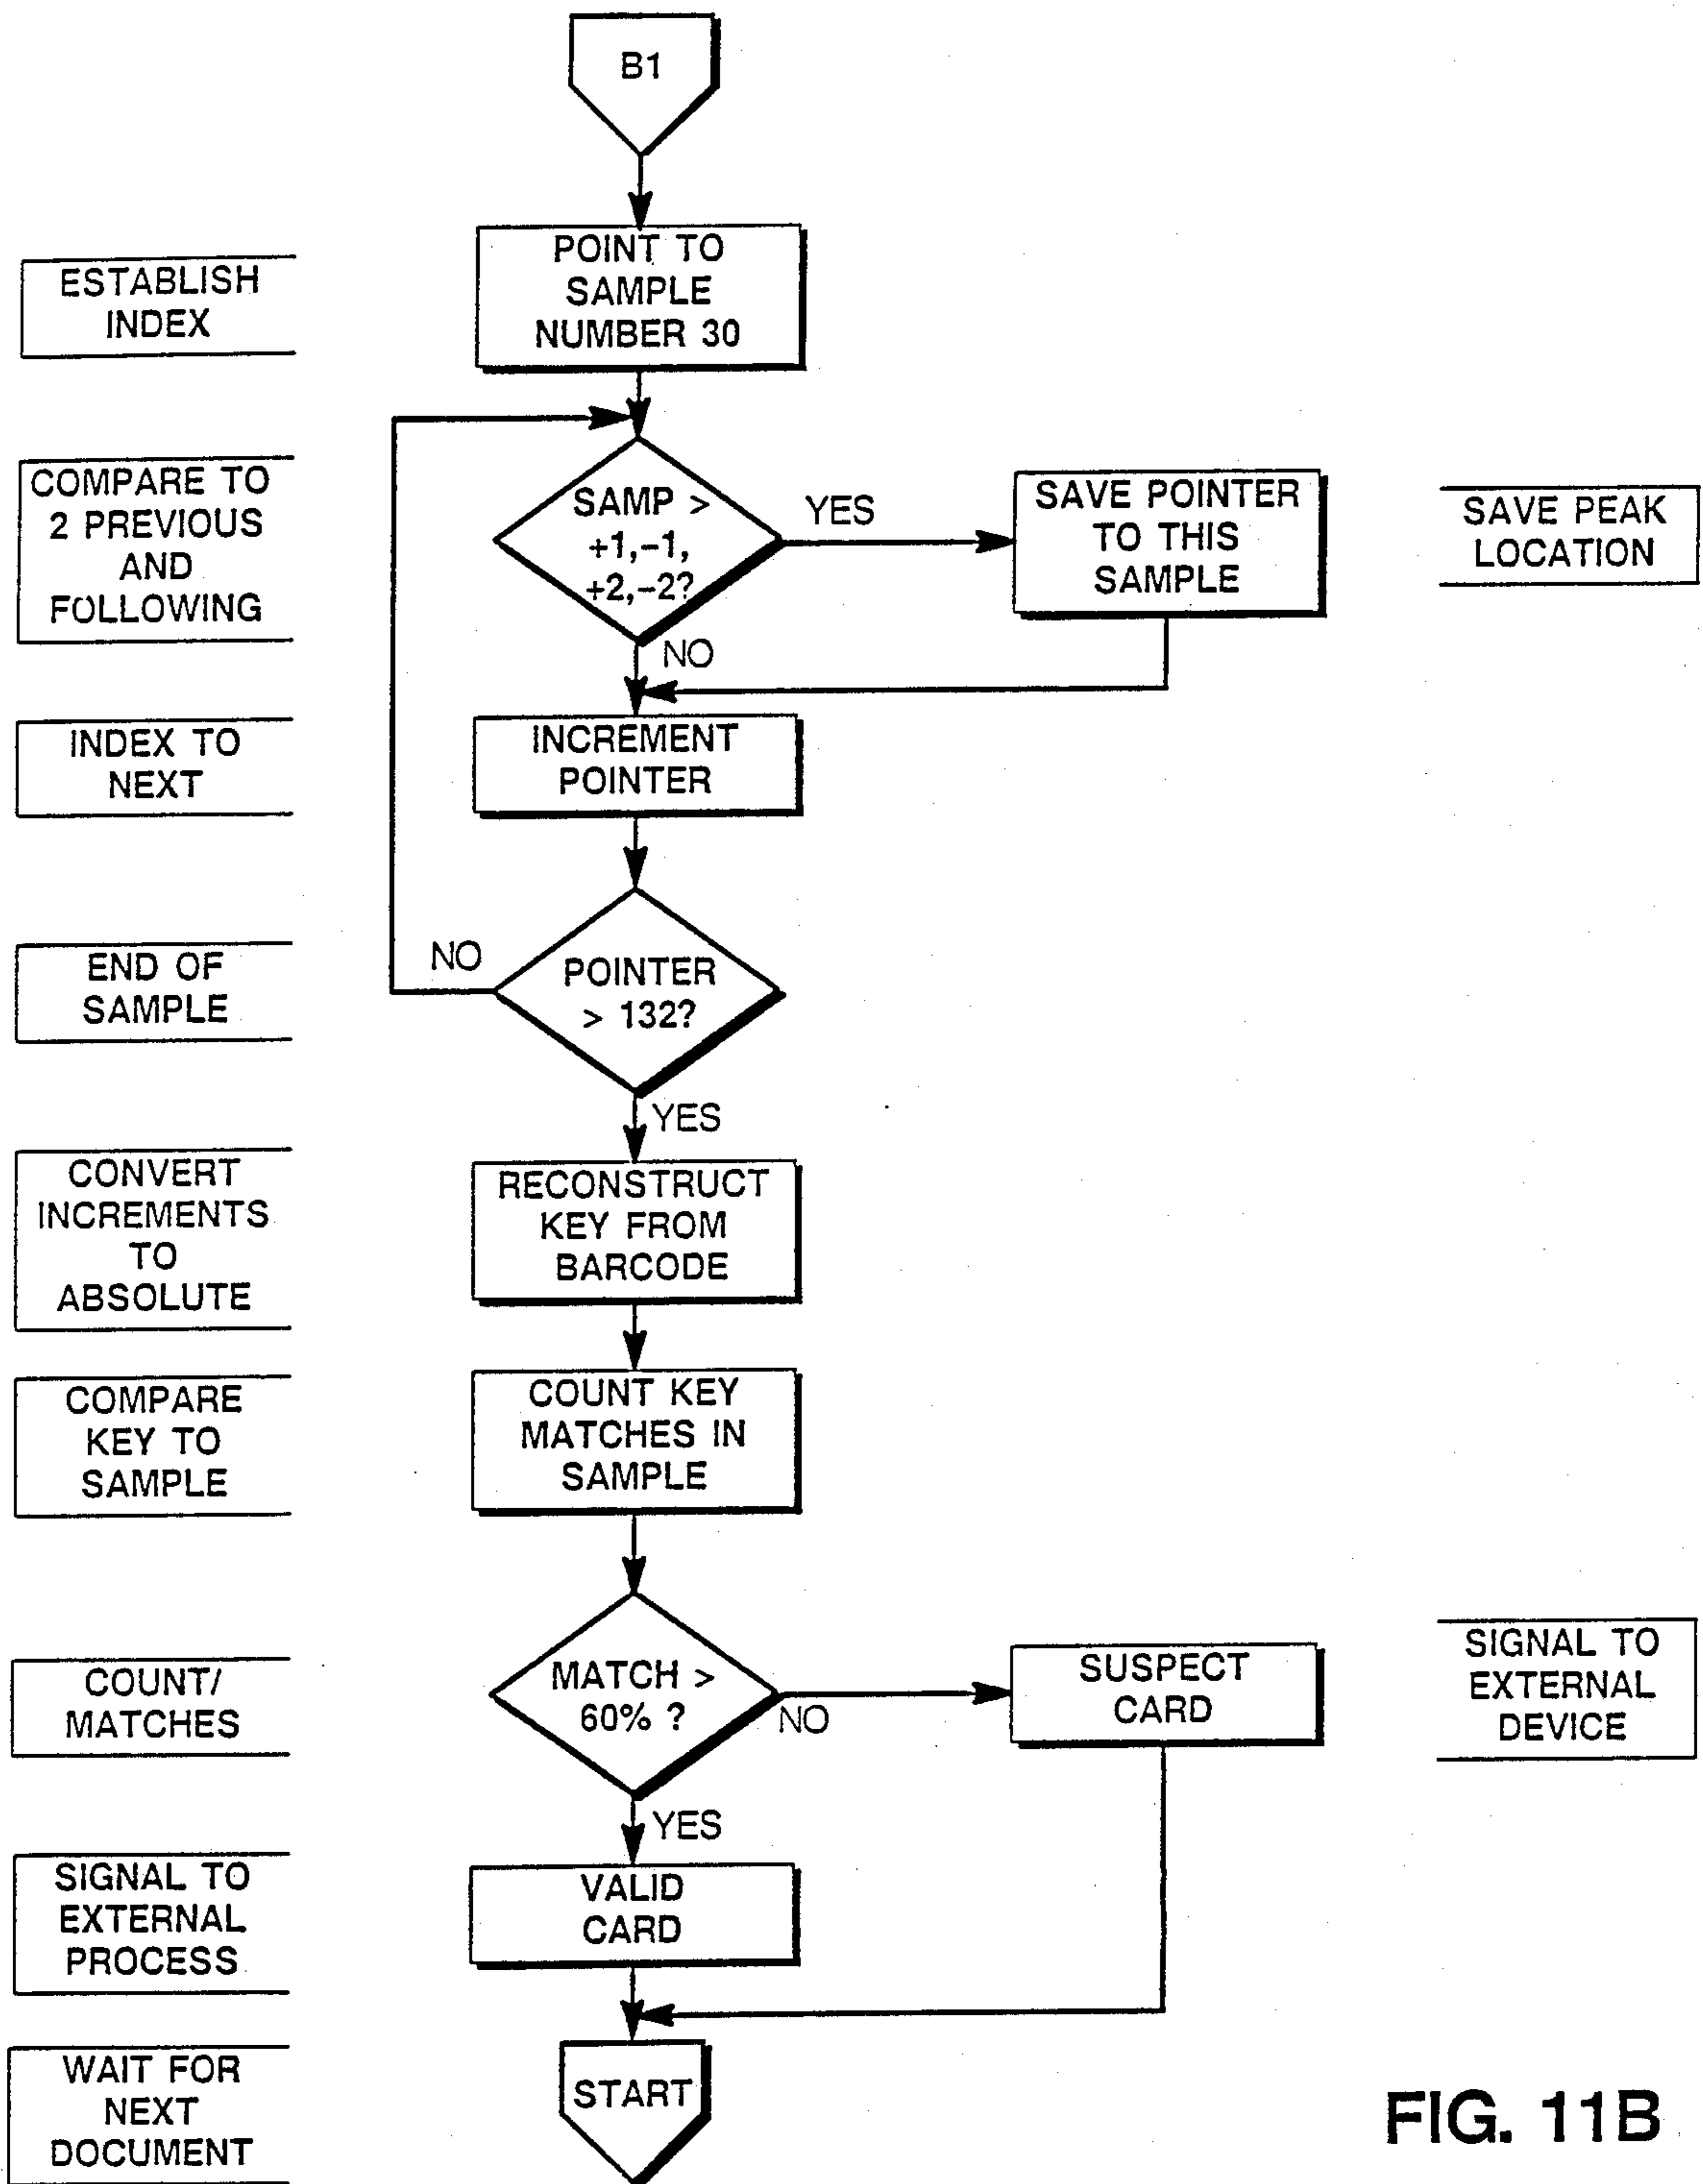 B1
ESTABLISH
INDEX
POINT TO
SAMPLE
NUMBER 30
COMPARE TO
2 PREVIOUS
AND
FOLLOWING
SAMP >
+1,-1,
+2,-2?
YES
SAVE POINTER
TO THIS
SAMPLE
SAVE PEAK
LOCATION
NO
INDEX TO
NEXT
INCREMENT
POINTER
END OF
SAMPLE
NO
POINTER
> 132?
YES
CONVERT
INCREMENTS
TO
ABSOLUTE
RECONSTRUCT
KEY FROM
BARCODE
COMPARE
KEY TO
SAMPLE
COUNT KEY
MATCHES IN
SAMPLE
COUNT/
MATCHES
MATCH >
60% ?
NO
SUSPECT
CARD
SIGNAL TO
EXTERNAL
DEVICE
YES
SIGNAL TO
EXTERNAL
PROCESS
VALID
CARD
WAIT FOR
NEXT
DOCUMENT
START
FIG. 11B